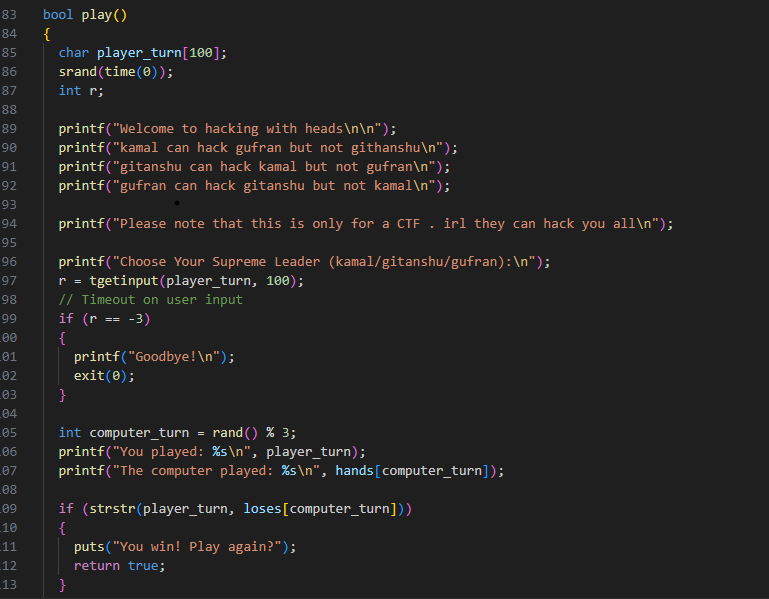 83 bool play()
84 {
85 char player_turn[100];
86 srand(time(0));
87 int r;
88
89 printf("Welcome to hacking with heads\n\n");
90 printf("kamal can hack gufran but not githanshu\n");
91 printf("gitanshu can hack kamal but not gufran\n");
92 printf("gufran can hack gitanshu but not kamal\n");
93
94 printf("Please note that this is only for a CTF . irl they can hack you all\n");
95
96 printf("Choose Your Supreme Leader (kamal/gitanshu/gufran):\n");
97 r = tgetinput(player_turn, 100);
98 // Timeout on user input
99 if (r == -3)
00 {
01 printf("Goodbye!\n");
02 exit(0);
03 }
04
05 int computer_turn = rand() % 3;
06 printf("You played: %s\n", player_turn);
07 printf("The computer played: %s\n", hands[computer_turn]);
08
09 if (strstr(player_turn, loses[computer_turn]))
10 {
11 puts("You win! Play again?");
12 return true;
13 }